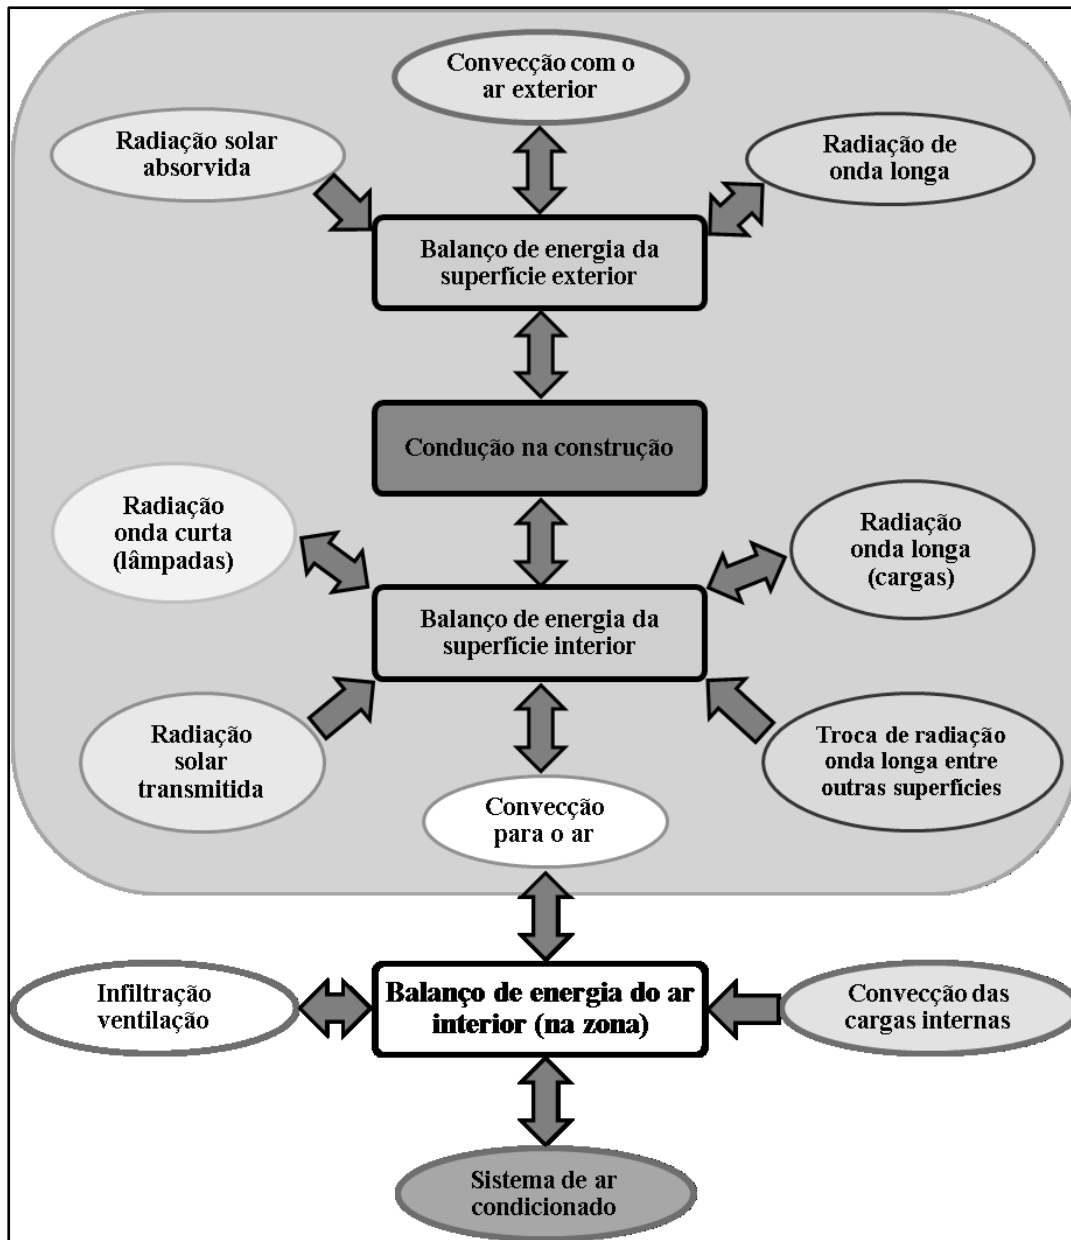 Convecção com o
ar exterior
Radiação solar
absorvida
Radiação de
onda longa
Balanço de energia da
superfície exterior
Condução na construção
Radiação
onda curta
(lâmpadas)
Radiação
onda longa
(cargas)
Balanço de energia da
superfície interior
Radiação
solar
transmitida
Troca de radiação
onda longa entre
outras superfícies
Convecção
para o ar
Infiltração
ventilação
Balanço de energia do ar
interior (na zona)
Convecção das
cargas internas
Sistema de ar
condicionado